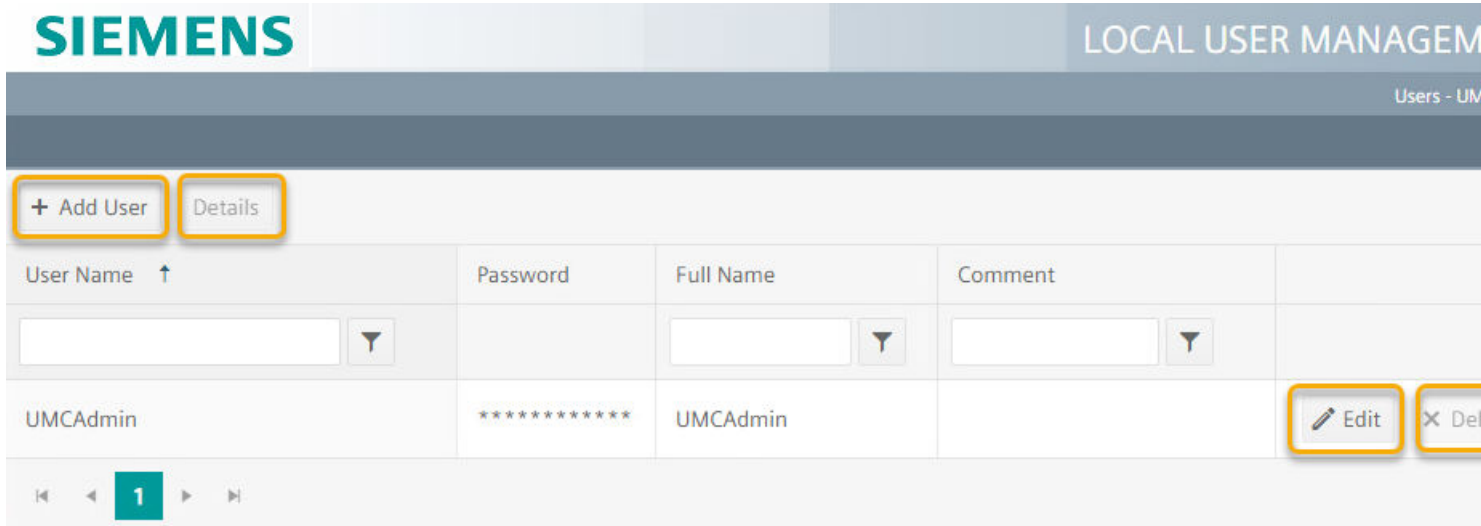 SIEMENS
LOCAL USER MANAGEM
Users - UM
+ Add User Details
User Name ↑ Password Full Name Comment
UMCAdmin ************ UMCAdmin Edit × Del
1